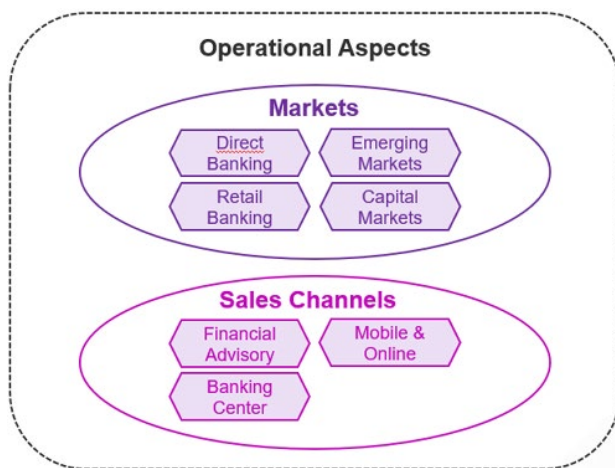 Operational Aspects
Markets
Direct
Banking
Emerging
Markets
Retail
Banking
Capital
Markets
Sales Channels
Financial
Advisory
Mobile &
Online
Banking
Center